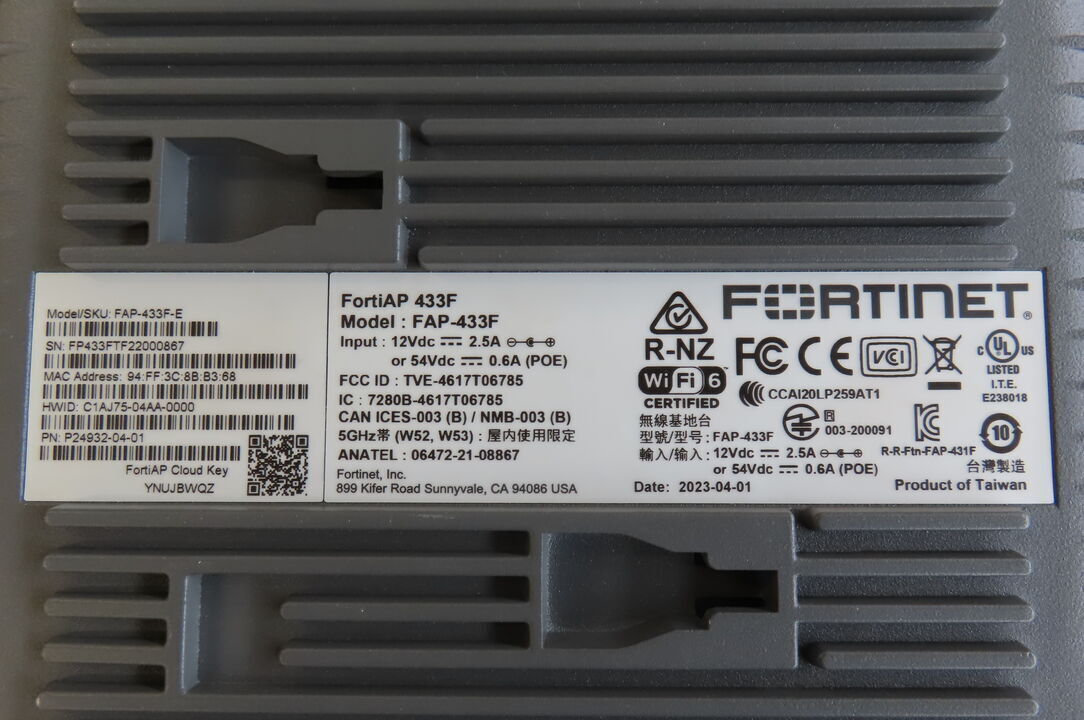 Model/SKU: FAP-433F-E
SN: FP433FTF22000867
MAC Address: 94:FF:3C:8B:B3:68
HWID: C1AJ75-04AA-0000
PN: P24932-04-01
FortiAP Cloud Key
YNUJBWQZ
FortiAP 433F
Model : FAP-433F
Input : 12Vdc ⎓ 2.5A
or 54Vdc ⎓ 0.6A (POE)
FCC ID : TVE-4617T06785
IC : 7280B-4617T06785
CAN ICES-003 (B) / NMB-003 (B)
5GHz帯 (W52, W53) : 屋内使用限定
ANATEL : 06472-21-08867
Fortinet, Inc.
899 Kifer Road Sunnyvale, CA 94086 USA
R-NZ
FORTINET®
FC CE VCI
C UL US
LISTED
I.T.E.
E238018
Wi Fi 6™
CERTIFIED
CCAI20LP259AT1
無線基地台
型號/型号: FAP-433F
R 003-200091
輸入/输入: 12Vdc ⎓ 2.5A
or 54Vdc ⎓ 0.6A (POE)
Date: 2023-04-01
R-R-Ftn-FAP-431F
10
台灣製造
Product of Taiwan